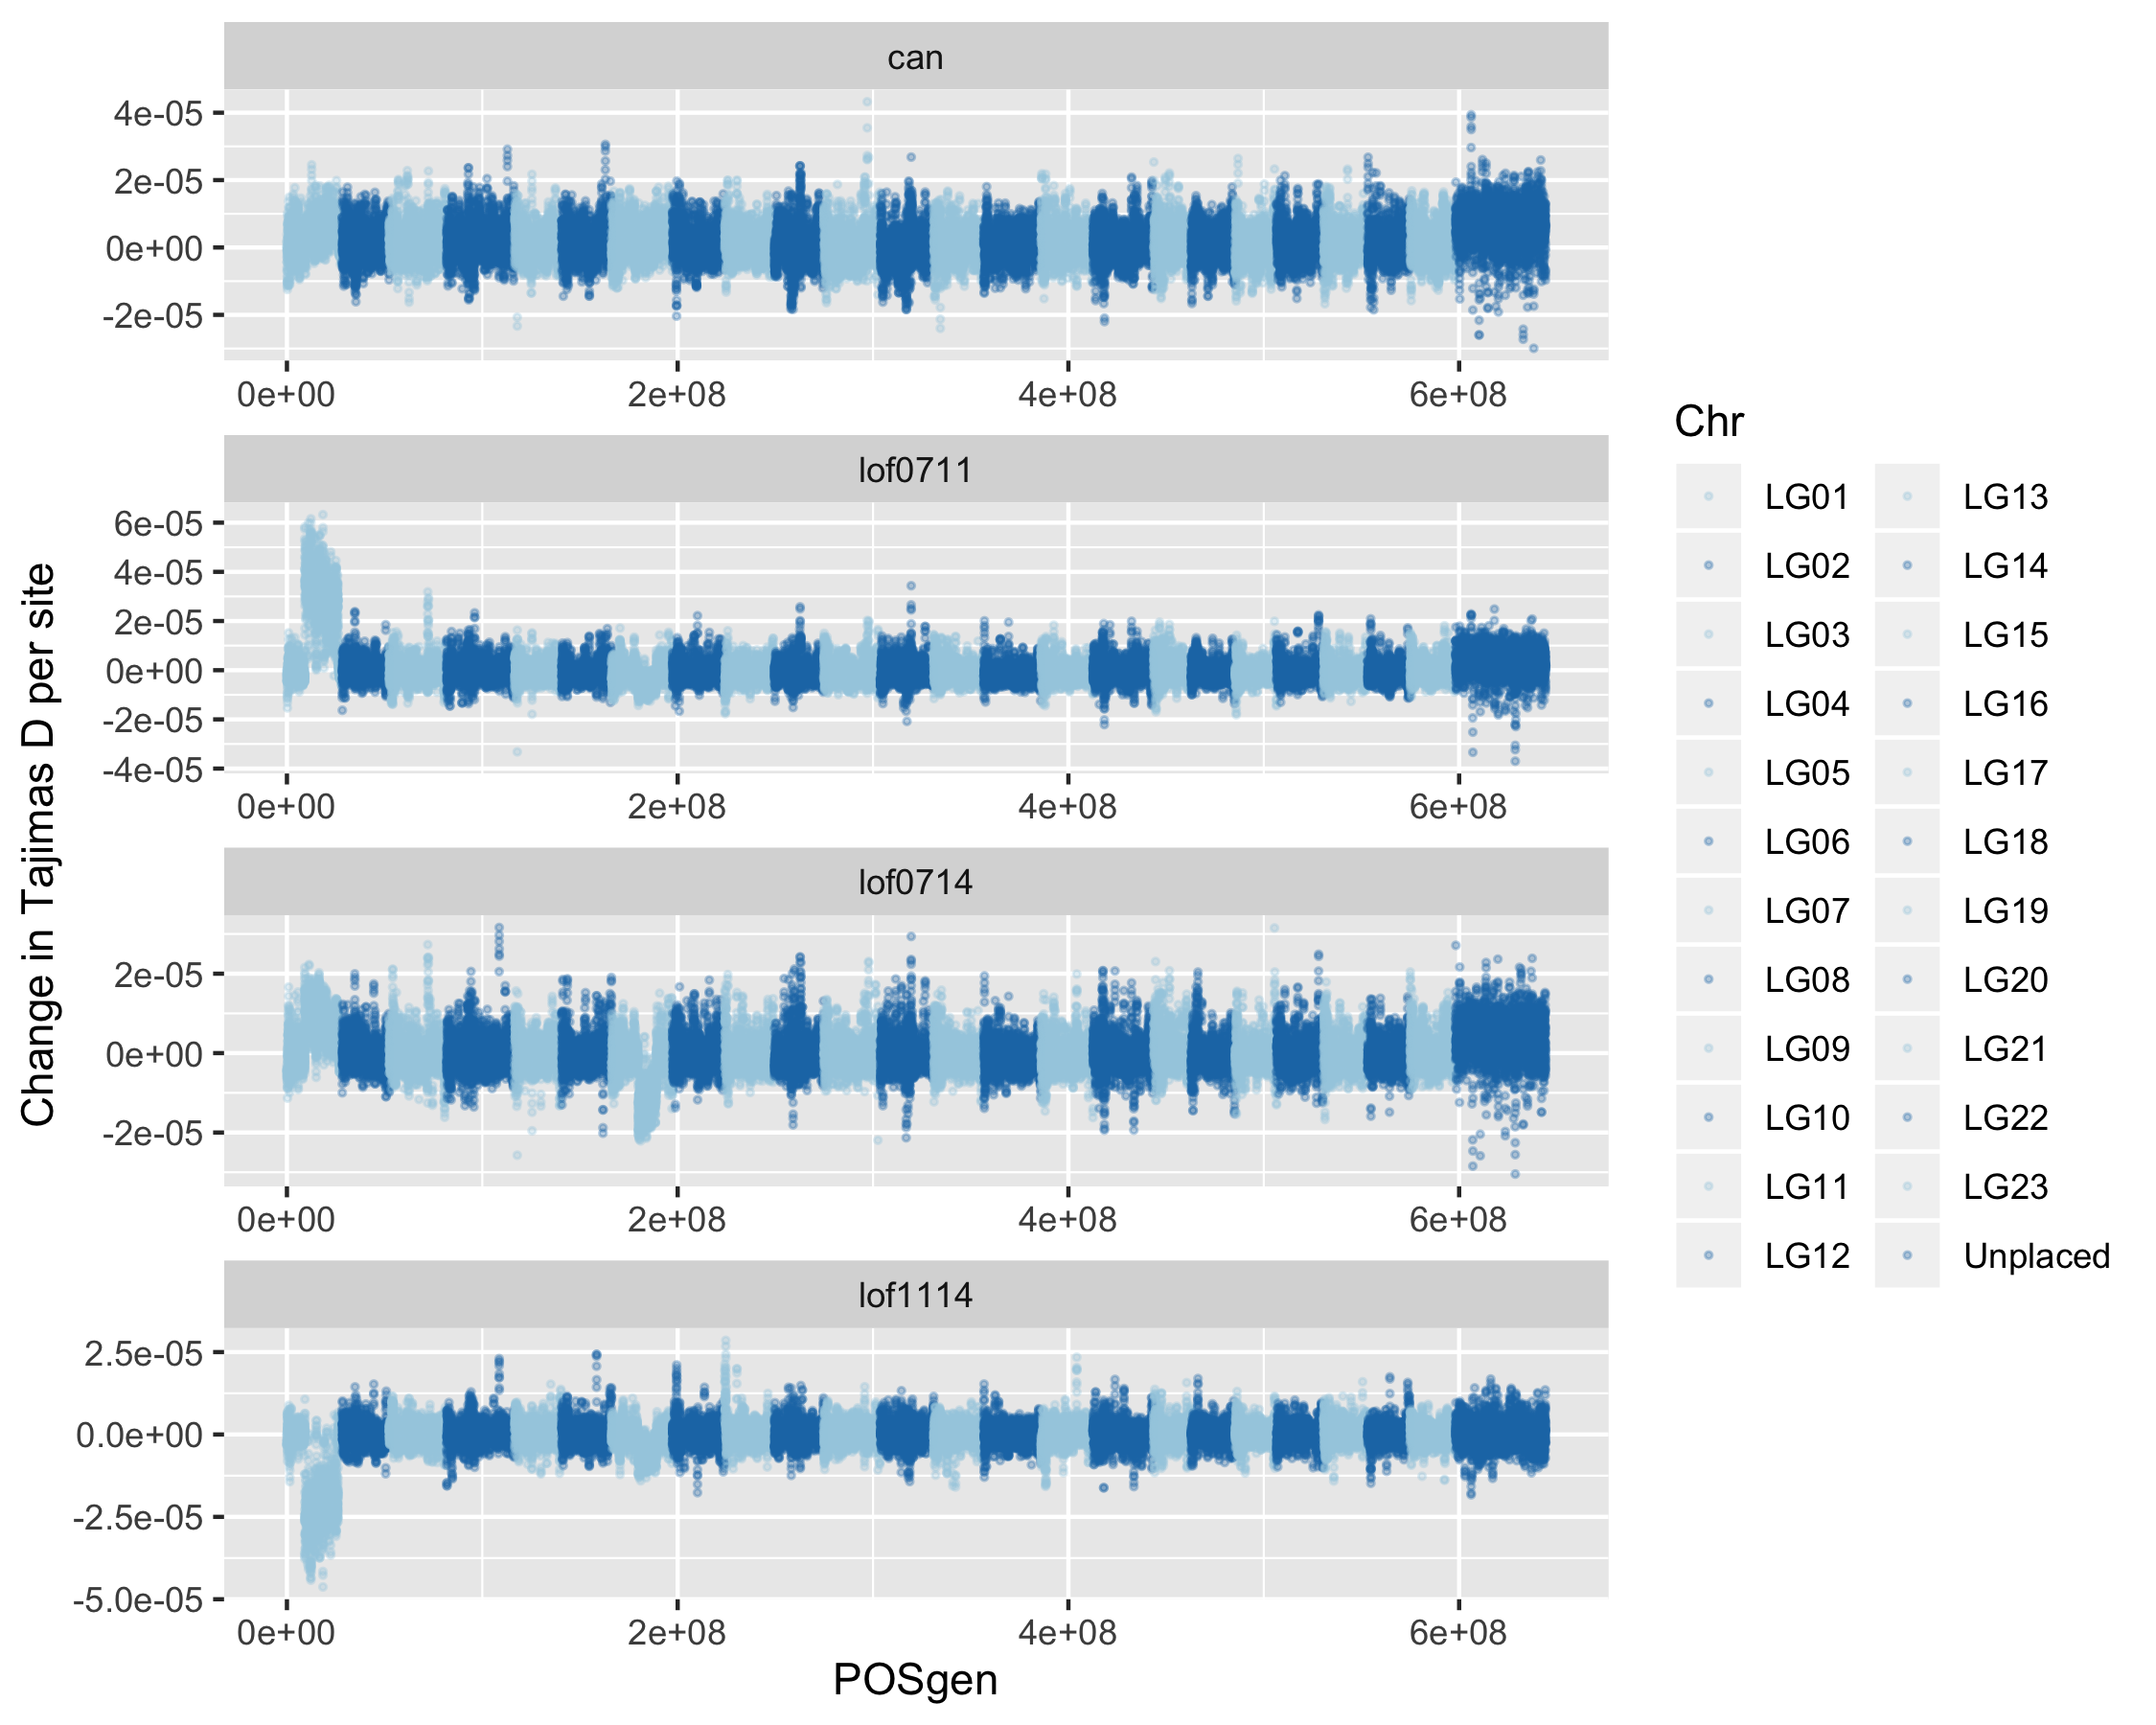 can
4e-05
2e-05
0e+00
-2e-05
0e+00 2e+08 4e+08 6e+08
lof0711
6e-05
4e-05
2e-05
0e+00
-2e-05
-4e-05
0e+00 2e+08 4e+08 6e+08
lof0714
2e-05
0e+00
-2e-05
0e+00 2e+08 4e+08 6e+08
lof1114
2.5e-05
0.0e+00
-2.5e-05
-5.0e-05
0e+00 2e+08 4e+08 6e+08
POSgen
Change in Tajimas D per site
Chr
LG01 LG13
LG02 LG14
LG03 LG15
LG04 LG16
LG05 LG17
LG06 LG18
LG07 LG19
LG08 LG20
LG09 LG21
LG10 LG22
LG11 LG23
LG12 Unplaced